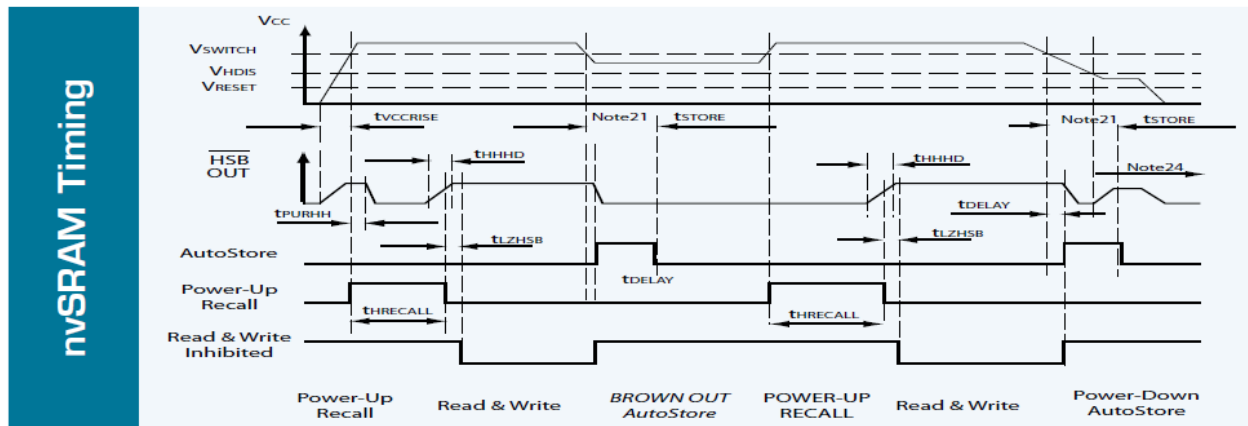 nvSRAM Timing
VCC
VSWITCH
VHDIS
VRESET
tVCCRISE
Note21
tSTORE
Note21
tSTORE
HSB
OUT
tHHHD
tHHHD
Note24
tPURHH
tDELAY
tLZHSB
tLZHSB
AutoStore
tDELAY
Power-Up
Recall
tHRECALL
tHRECALL
Read & Write
Inhibited
Power-Up
Recall
Read & Write
BROWN OUT
AutoStore
POWER-UP
RECALL
Read & Write
Power-Down
AutoStore